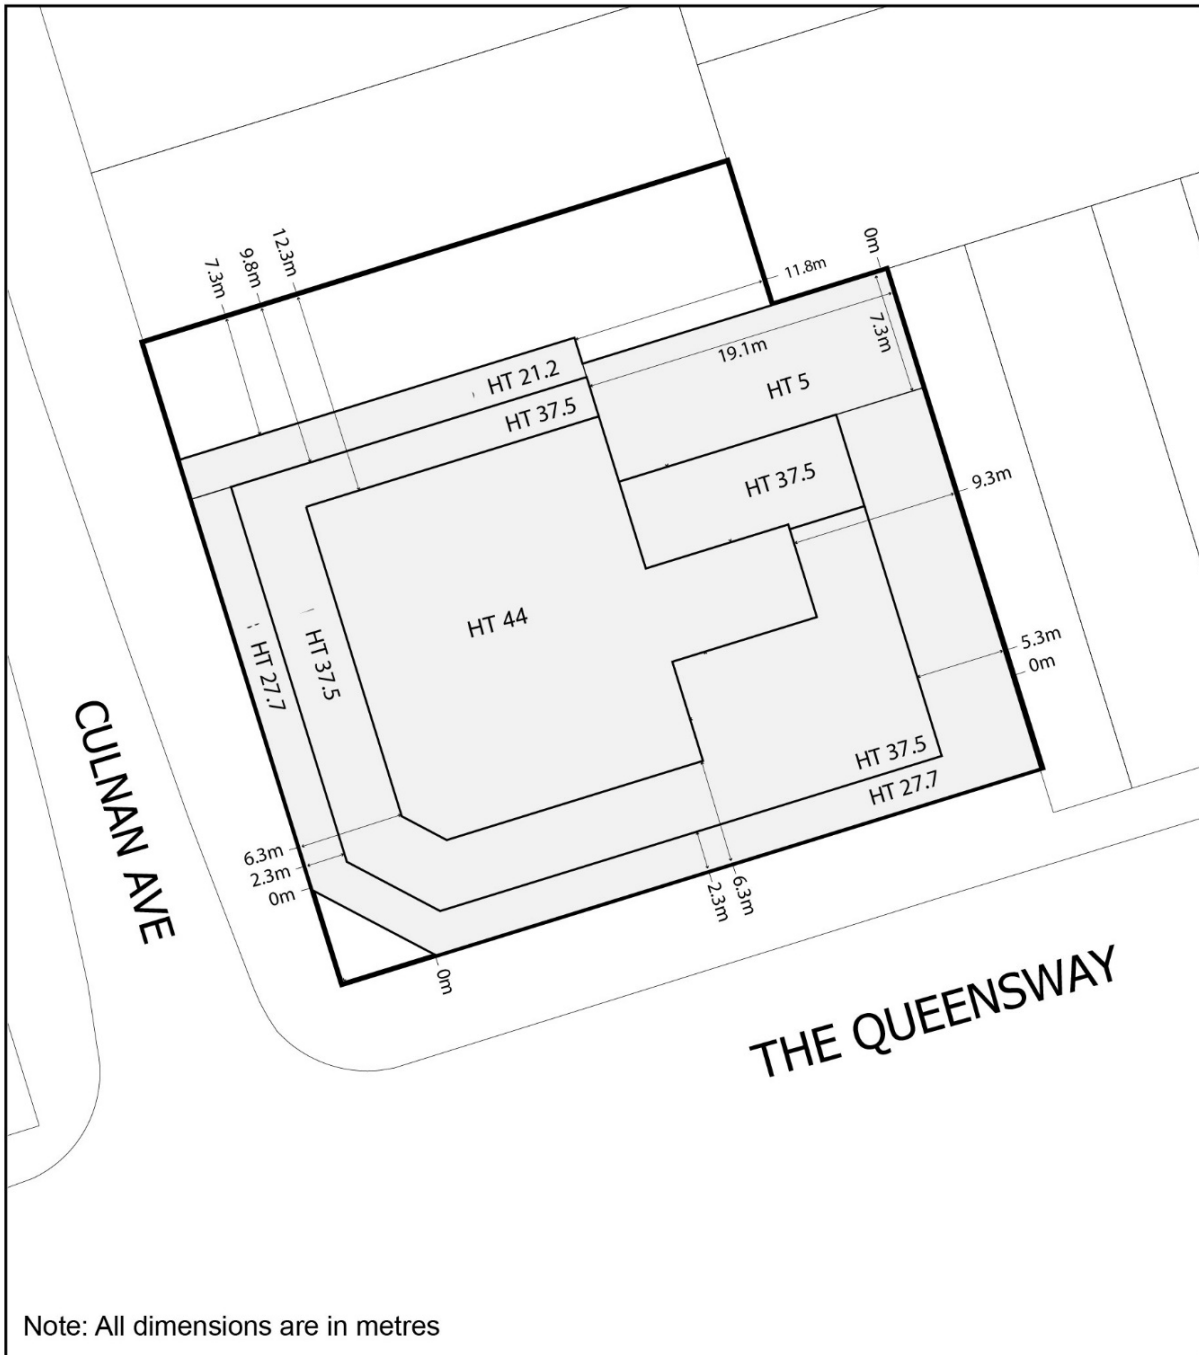 0m
12.3m
9.8m
7.3m
11.8m
7.3m
19.1m
HT 21.2
HT 5
HT 37.5
HT 37.5
9.3m
HT 44
HT 27.7
HT 37.5
5.3m
0m
CULNAN AVE
HT 37.5
HT 27.7
6.3m
2.3m
0m
2.3m
6.3m
0m
THE QUEENSWAY
Note: All dimensions are in metres